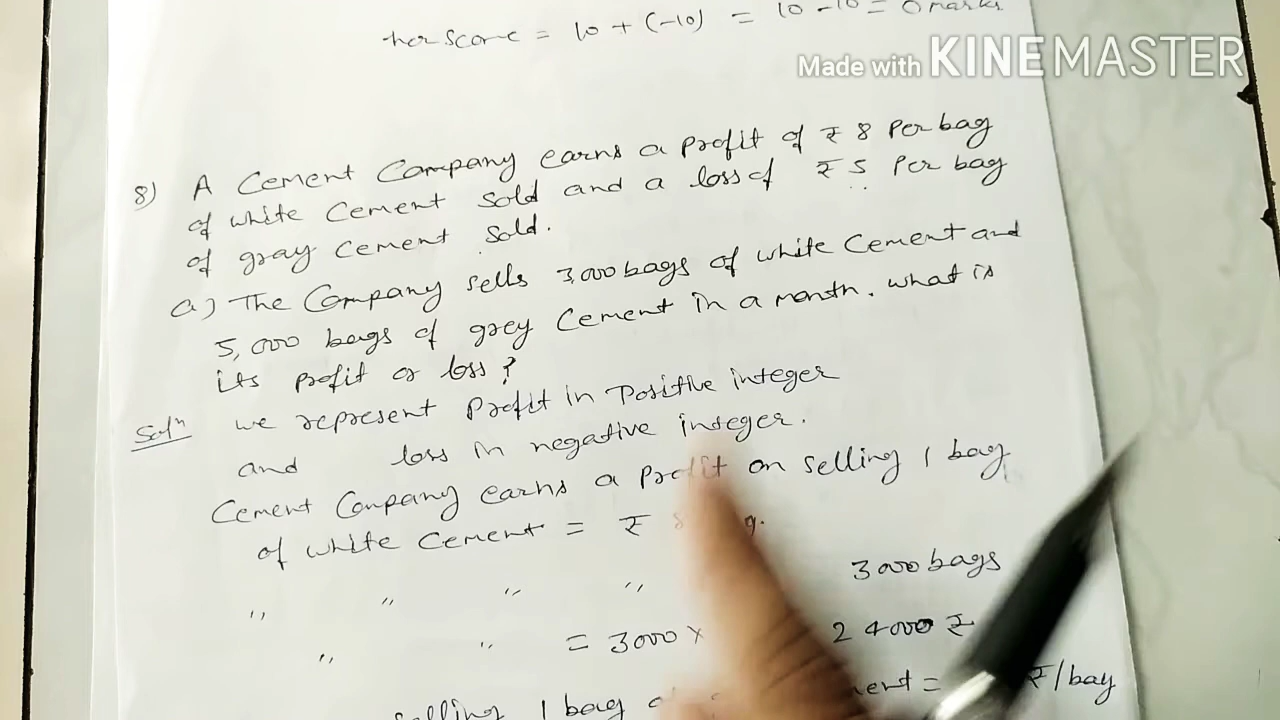 her score = 10 + (-10) = 10 - 10 = 0 marks
Made with KINEMASTER
8) A Cement Company earns a profit of ₹ 8 Per bag
of white Cement sold and a loss of ₹ 5 Per bag
of gray Cement sold.
a) The Company sells 3,000 bags of white Cement and
5,000 bags of grey Cement in a month. what is
its profit or loss?
Solⁿ we represent Profit in Positive integer
and loss in negative integer.
Cement Company earns a Profit on selling 1 bag
of white Cement = ₹
" " " " 3000 bags
" " = 3000 × 24000 ₹
selling 1 bag = ₹/bag